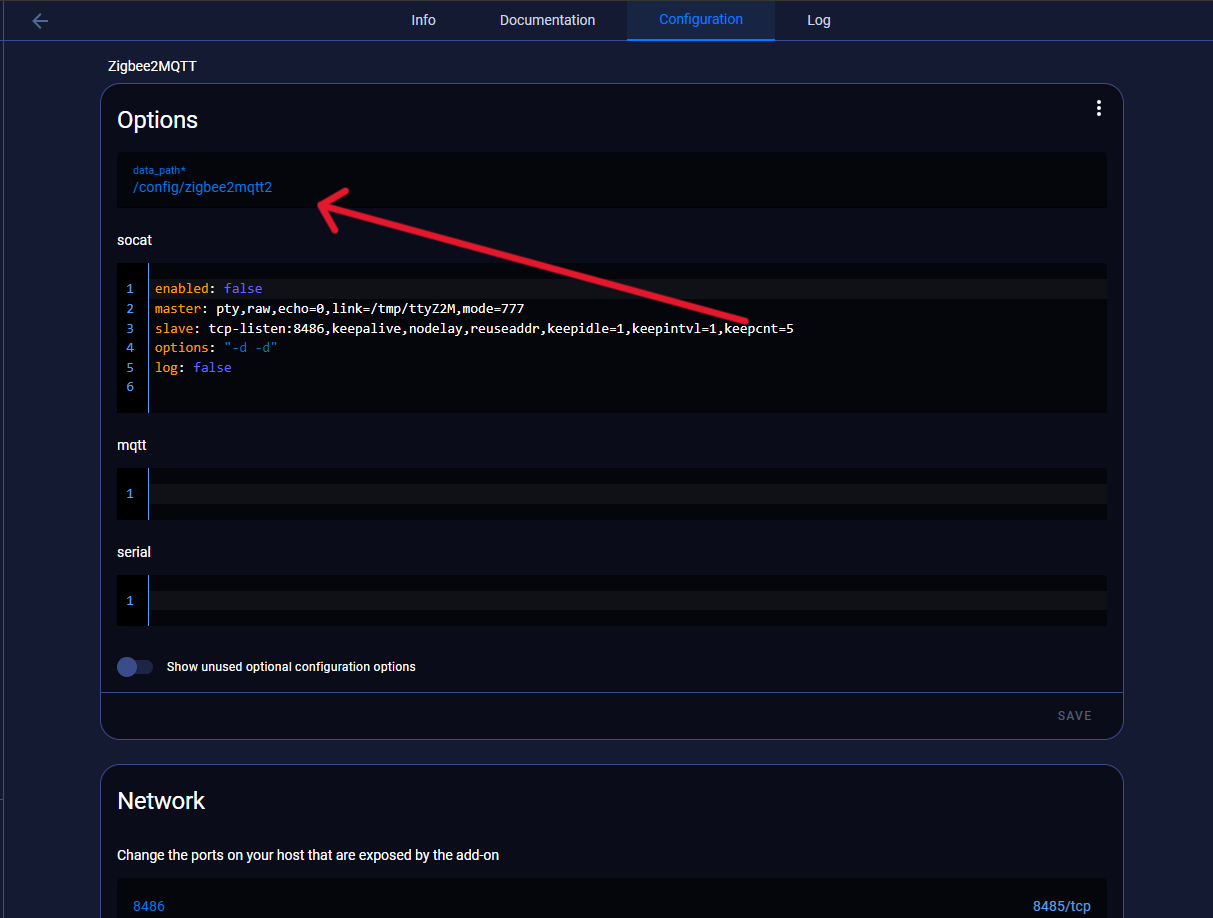 Info Documentation Configuration Log
Zigbee2MQTT
Options
data_path*
/config/zigbee2mqtt2
socat
1 enabled: false
2 master: pty,raw,echo=0,link=/tmp/ttyZ2M,mode=777
3 slave: tcp-listen:8486,keepalive,nodelay,reuseaddr,keepidle=1,keepintvl=1,keepcnt=5
4 options: "-d -d"
5 log: false
6
mqtt
1
serial
1
Show unused optional configuration options
SAVE
Network
Change the ports on your host that are exposed by the add-on
8486 8485/tcp